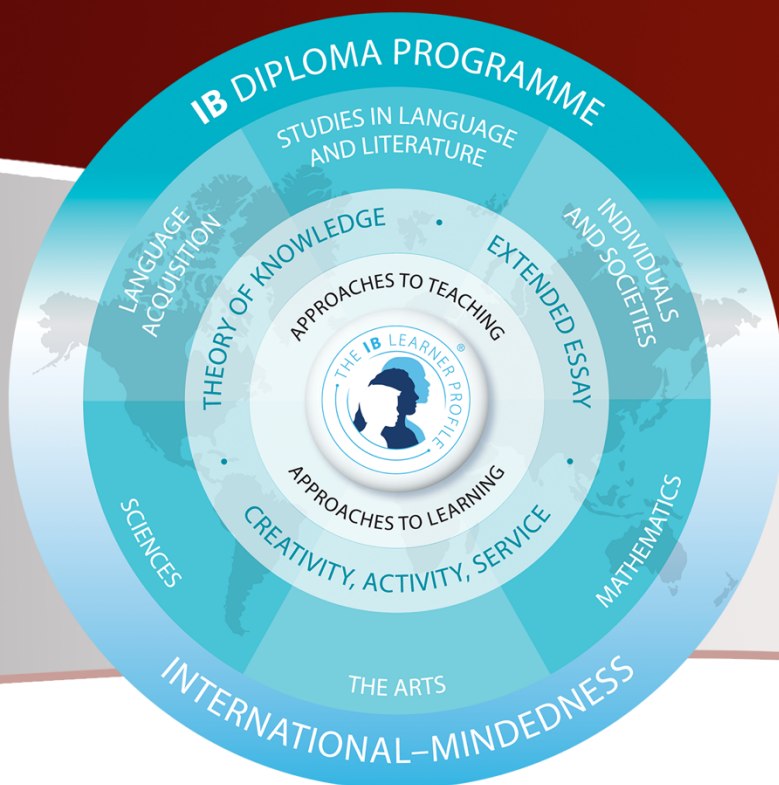 IB DIPLOMA PROGRAMME
STUDIES IN LANGUAGE
AND LITERATURE
LANGUAGE
ACQUISITION
INDIVIDUALS
AND SOCIETIES
THEORY OF KNOWLEDGE
•
EXTENDED ESSAY
APPROACHES TO TEACHING
THE IB LEARNER PROFILE®
APPROACHES TO LEARNING
•
CREATIVITY, ACTIVITY, SERVICE
•
SCIENCES
MATHEMATICS
THE ARTS
INTERNATIONAL–MINDEDNESS